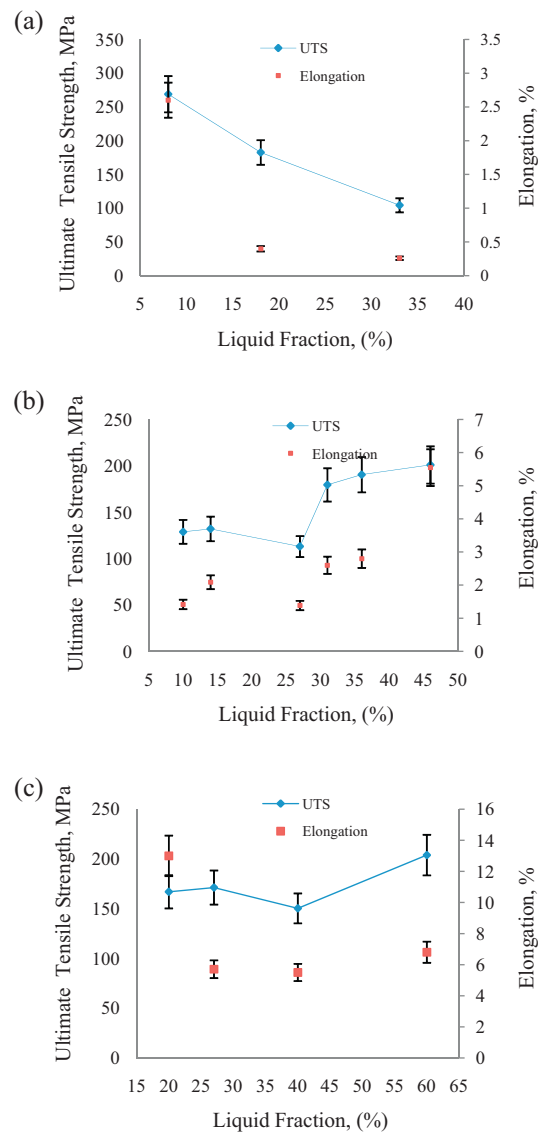 (a)
Ultimate Tensile Strength, MPa
350
300
250
200
150
100
50
0
UTS
Elongation
3.5
3
2.5
2
1.5
1
0.5
0
Elongation, %
5 10 15 20 25 30 35 40
Liquid Fraction, (%)
(b)
Ultimate Tensile Strength, MPa
250
200
150
100
50
0
UTS
Elongation
7
6
5
4
3
2
1
0
Elongation, %
5 10 15 20 25 30 35 40 45 50
Liquid Fraction, (%)
(c)
Ultimate Tensile Strength, MPa
250
200
150
100
50
0
UTS
Elongation
16
14
12
10
8
6
4
2
0
Elongation, %
15 20 25 30 35 40 45 50 55 60 65
Liquid Fraction, (%)